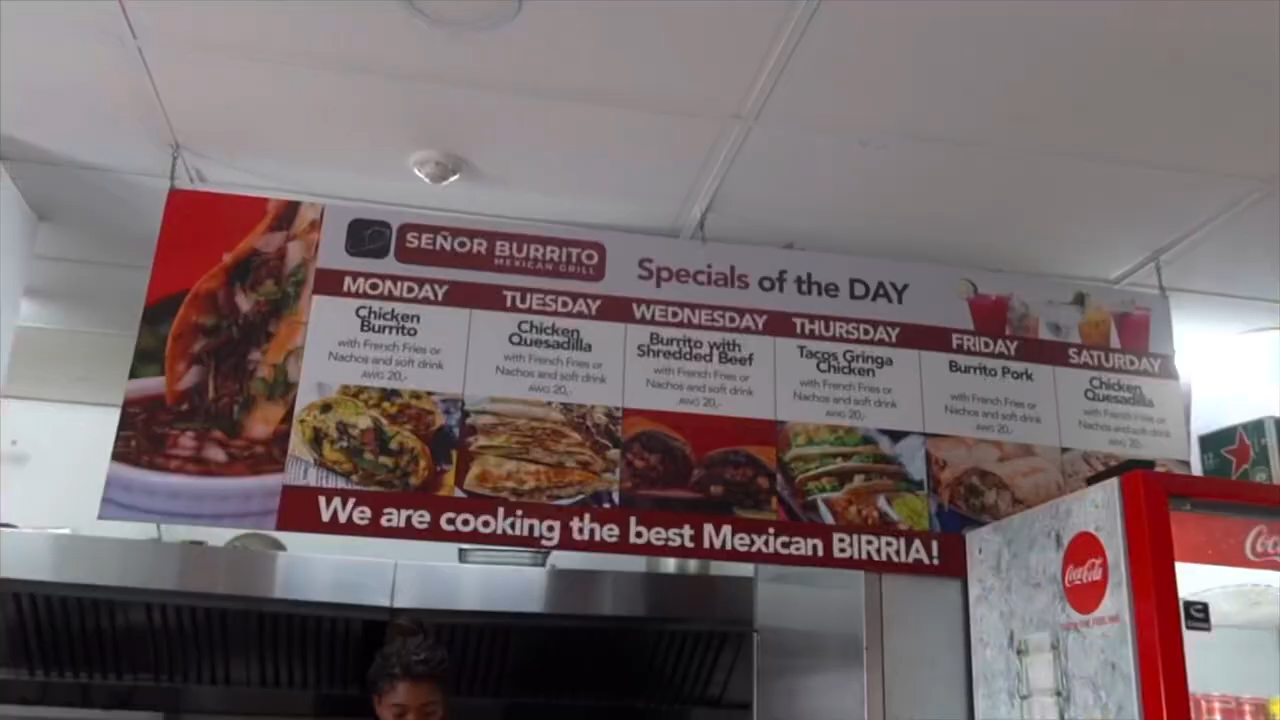 SEÑOR BURRITO
MEXICAN GRILL
Specials of the DAY
MONDAY
Chicken
Burrito
with French Fries or
Nachos and soft drink
AWG 20,-
TUESDAY
Chicken
Quesadilla
with French Fries or
Nachos and soft drink
AWG 20,-
WEDNESDAY
Burrito with
Shredded Beef
with French Fries or
Nachos and soft drink
AWG 20,-
THURSDAY
Tacos Gringa
Chicken
with French Fries or
Nachos and soft drink
AWG 20,-
FRIDAY
Burrito Pork
with French Fries or
Nachos and soft drink
AWG 20,-
SATURDAY
Chicken
Quesadilla
with French Fries or
Nachos and soft drink
AWG 20,-
We are cooking the best Mexican BIRRIA!
Coca-Cola